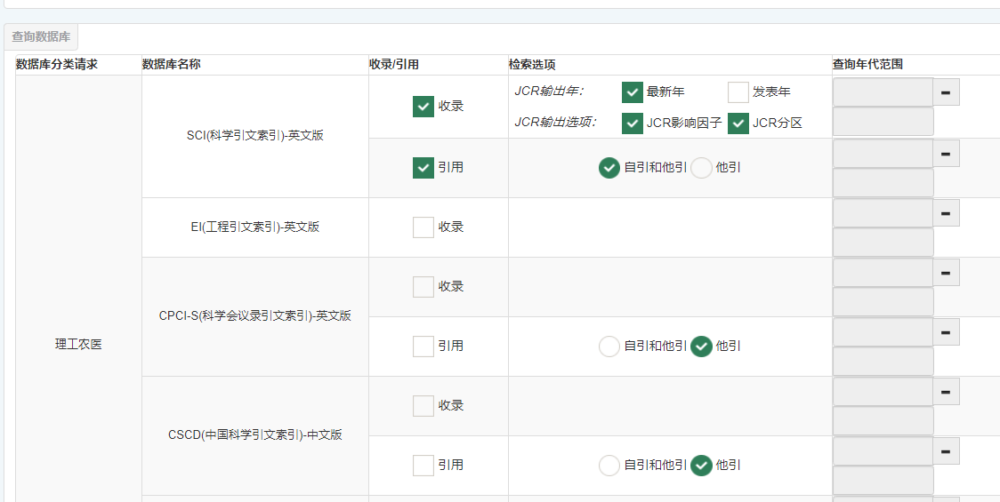 查询数据库
数据库分类请求 数据库名称 收录/引用 检索选项 查询年代范围
JCR输出年： 最新年 发表年
收录
JCR输出选项： JCR影响因子 JCR分区
SCI(科学引文索引)-英文版
引用 自引和他引 他引
EI(工程引文索引)-英文版 收录
收录
CPCI-S(科学会议录引文索引)-英文版
理工农医 引用 自引和他引 他引
收录
CSCD(中国科学引文索引)-中文版
引用 自引和他引 他引